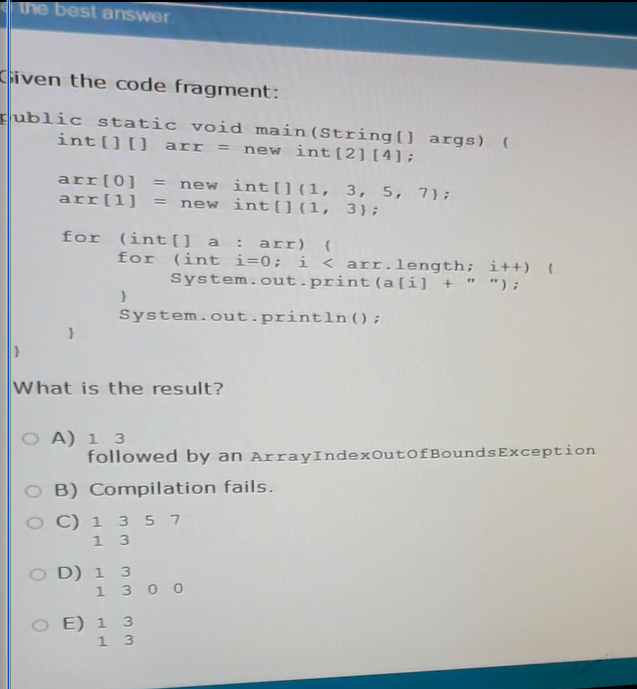 the best answer.
Given the code fragment:
public static void main(String[] args) {
int[][] arr = new int[2][4];
arr[0] = new int[]{1, 3, 5, 7};
arr[1] = new int[]{1, 3};
for (int[] a : arr) {
for (int i=0; i < arr.length; i++) {
System.out.print(a[i] + " ");
}
System.out.println();
}
}
What is the result?
A) 1 3
followed by an ArrayIndexOutOfBoundsException
B) Compilation fails.
C) 1 3 5 7
1 3
D) 1 3
1 3 0 0
E) 1 3
1 3